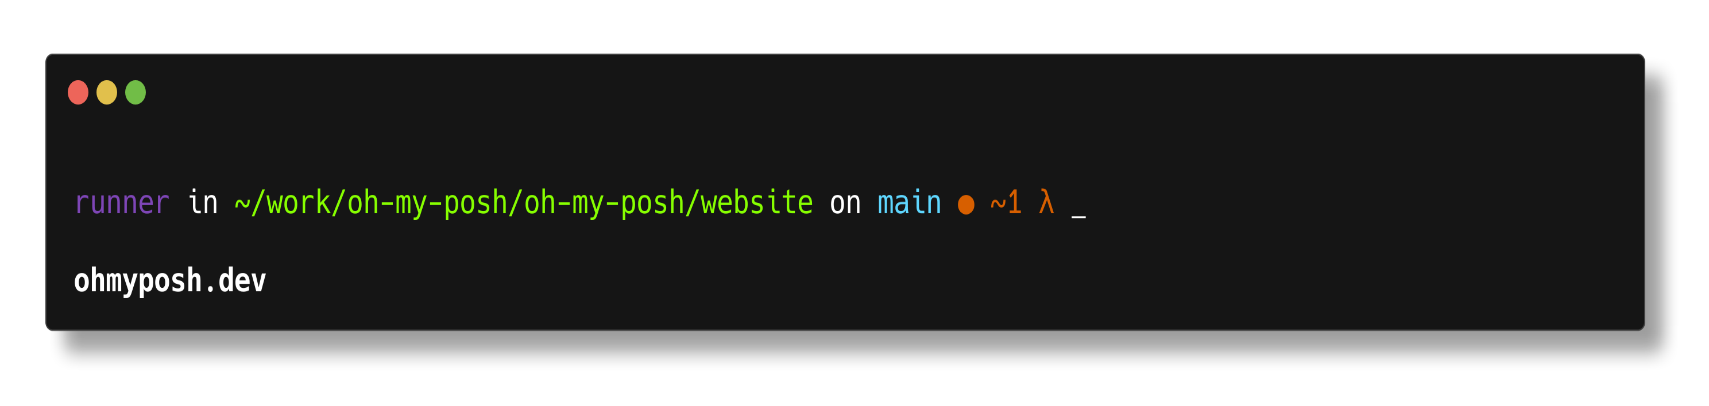 runner in ~/work/oh-my-posh/oh-my-posh/website on main ● ~1 λ _
ohmyposh.dev